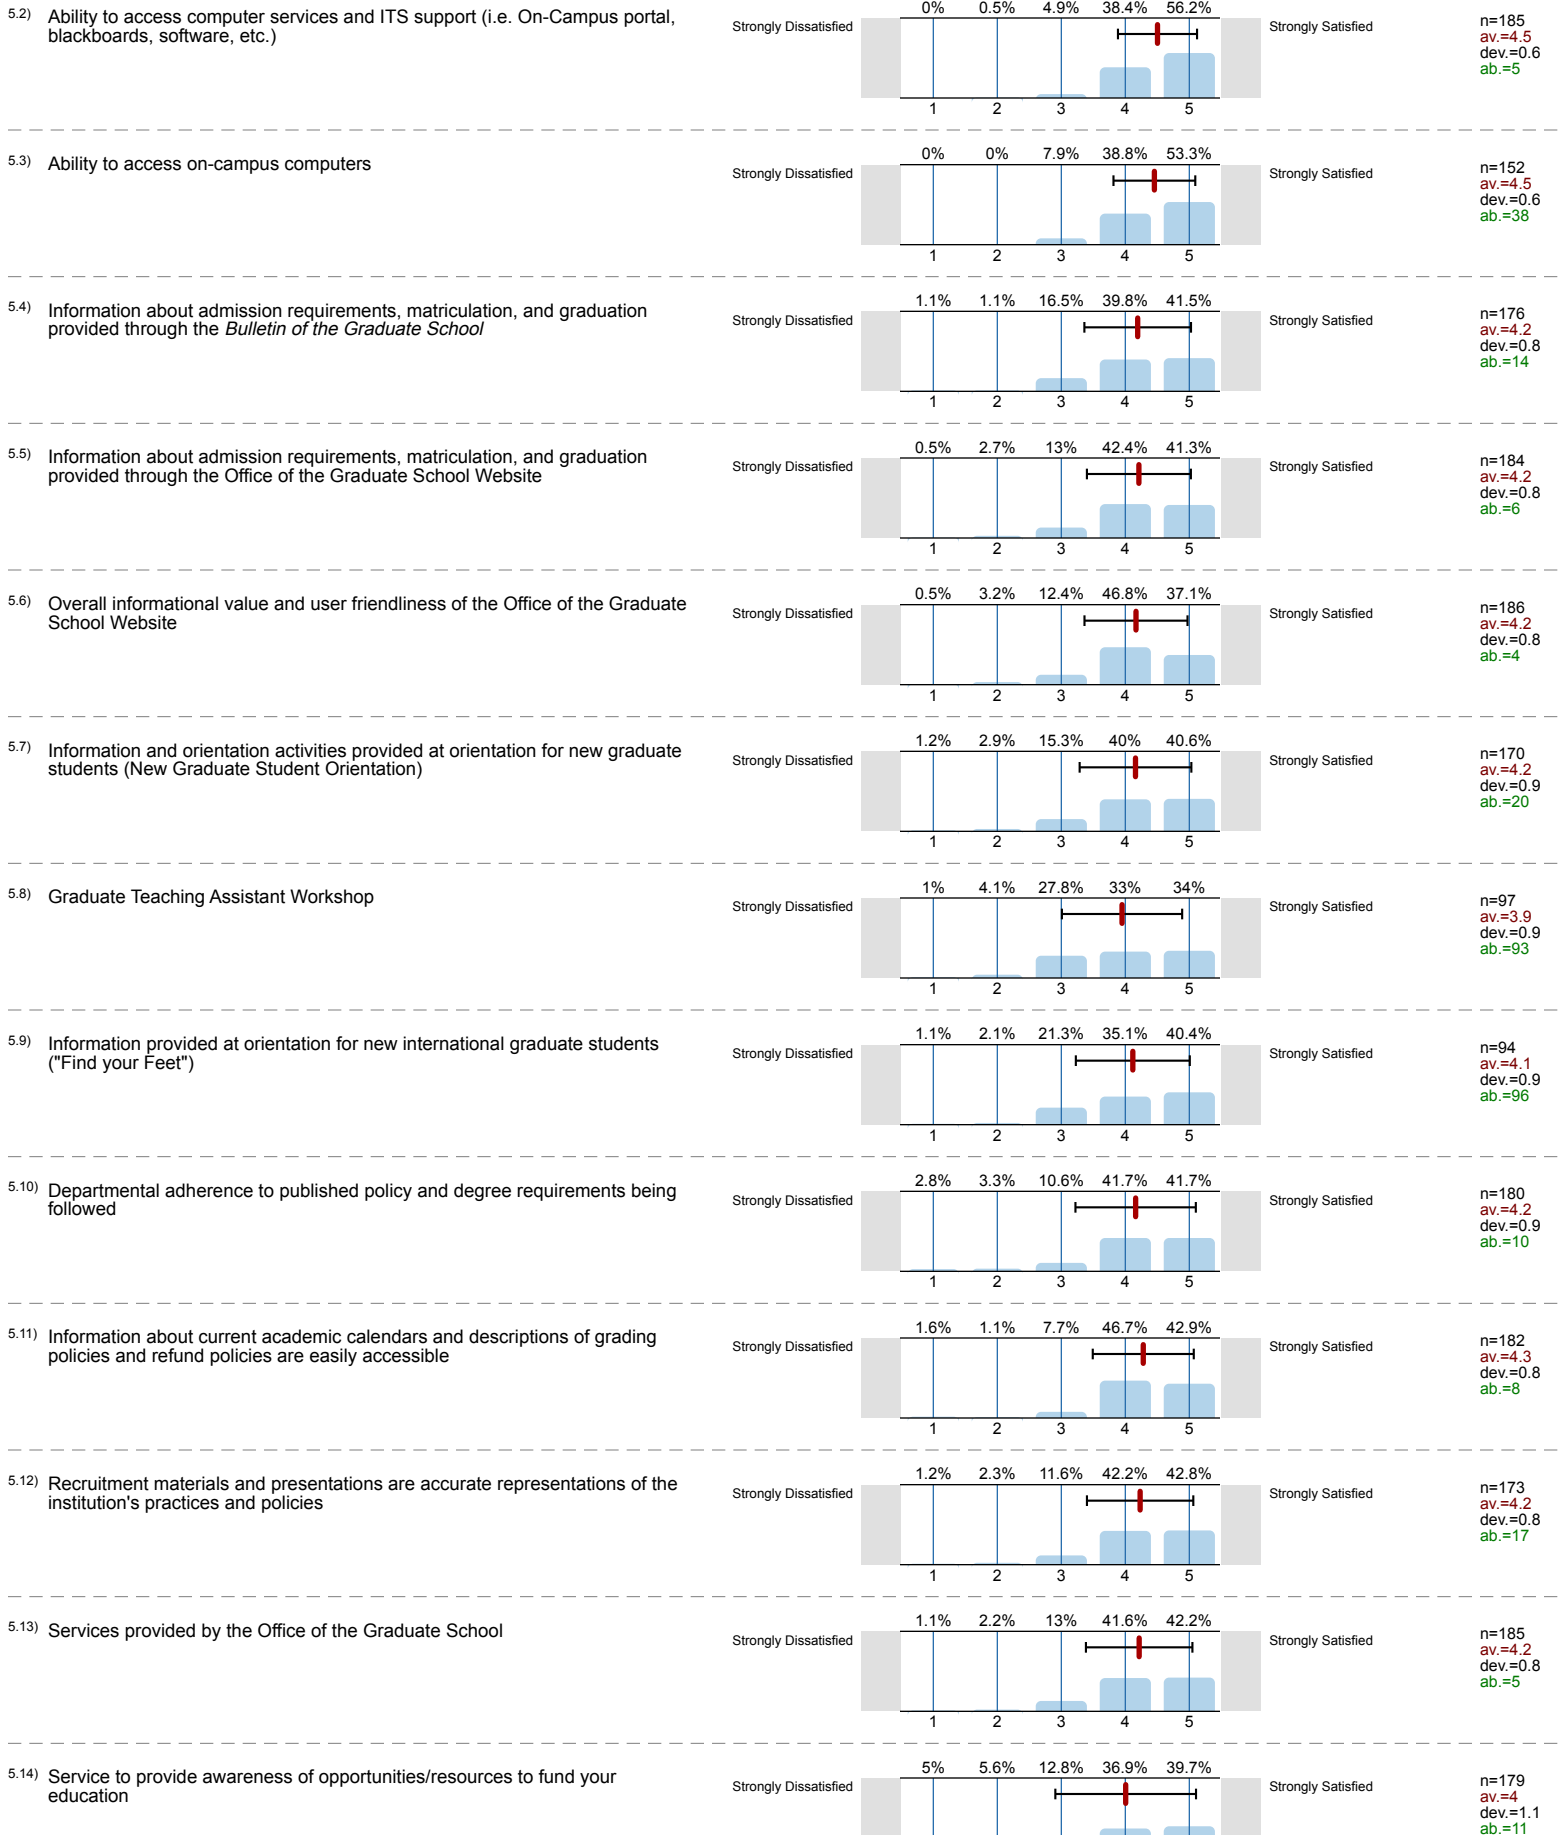 5.2) Ability to access computer services and ITS support (i.e. On-Campus portal,
blackboards, software, etc.)
0% 0.5% 4.9% 38.4% 56.2%
Strongly Dissatisfied Strongly Satisfied
1 2 3 4 5
n=185
av.=4.5
dev.=0.6
ab.=5
5.3) Ability to access on-campus computers
0% 0% 7.9% 38.8% 53.3%
Strongly Dissatisfied Strongly Satisfied
1 2 3 4 5
n=152
av.=4.5
dev.=0.6
ab.=38
5.4) Information about admission requirements, matriculation, and graduation
provided through the Bulletin of the Graduate School
1.1% 1.1% 16.5% 39.8% 41.5%
Strongly Dissatisfied Strongly Satisfied
1 2 3 4 5
n=176
av.=4.2
dev.=0.8
ab.=14
5.5) Information about admission requirements, matriculation, and graduation
provided through the Office of the Graduate School Website
0.5% 2.7% 13% 42.4% 41.3%
Strongly Dissatisfied Strongly Satisfied
1 2 3 4 5
n=184
av.=4.2
dev.=0.8
ab.=6
5.6) Overall informational value and user friendliness of the Office of the Graduate
School Website
0.5% 3.2% 12.4% 46.8% 37.1%
Strongly Dissatisfied Strongly Satisfied
1 2 3 4 5
n=186
av.=4.2
dev.=0.8
ab.=4
5.7) Information and orientation activities provided at orientation for new graduate
students (New Graduate Student Orientation)
1.2% 2.9% 15.3% 40% 40.6%
Strongly Dissatisfied Strongly Satisfied
1 2 3 4 5
n=170
av.=4.2
dev.=0.9
ab.=20
5.8) Graduate Teaching Assistant Workshop
1% 4.1% 27.8% 33% 34%
Strongly Dissatisfied Strongly Satisfied
1 2 3 4 5
n=97
av.=3.9
dev.=0.9
ab.=93
5.9) Information provided at orientation for new international graduate students
("Find your Feet")
1.1% 2.1% 21.3% 35.1% 40.4%
Strongly Dissatisfied Strongly Satisfied
1 2 3 4 5
n=94
av.=4.1
dev.=0.9
ab.=96
5.10) Departmental adherence to published policy and degree requirements being
followed
2.8% 3.3% 10.6% 41.7% 41.7%
Strongly Dissatisfied Strongly Satisfied
1 2 3 4 5
n=180
av.=4.2
dev.=0.9
ab.=10
5.11) Information about current academic calendars and descriptions of grading
policies and refund policies are easily accessible
1.6% 1.1% 7.7% 46.7% 42.9%
Strongly Dissatisfied Strongly Satisfied
1 2 3 4 5
n=182
av.=4.3
dev.=0.8
ab.=8
5.12) Recruitment materials and presentations are accurate representations of the
institution's practices and policies
1.2% 2.3% 11.6% 42.2% 42.8%
Strongly Dissatisfied Strongly Satisfied
1 2 3 4 5
n=173
av.=4.2
dev.=0.8
ab.=17
5.13) Services provided by the Office of the Graduate School
1.1% 2.2% 13% 41.6% 42.2%
Strongly Dissatisfied Strongly Satisfied
1 2 3 4 5
n=185
av.=4.2
dev.=0.8
ab.=5
5.14) Service to provide awareness of opportunities/resources to fund your
education
5% 5.6% 12.8% 36.9% 39.7%
Strongly Dissatisfied Strongly Satisfied
n=179
av.=4
dev.=1.1
ab.=11